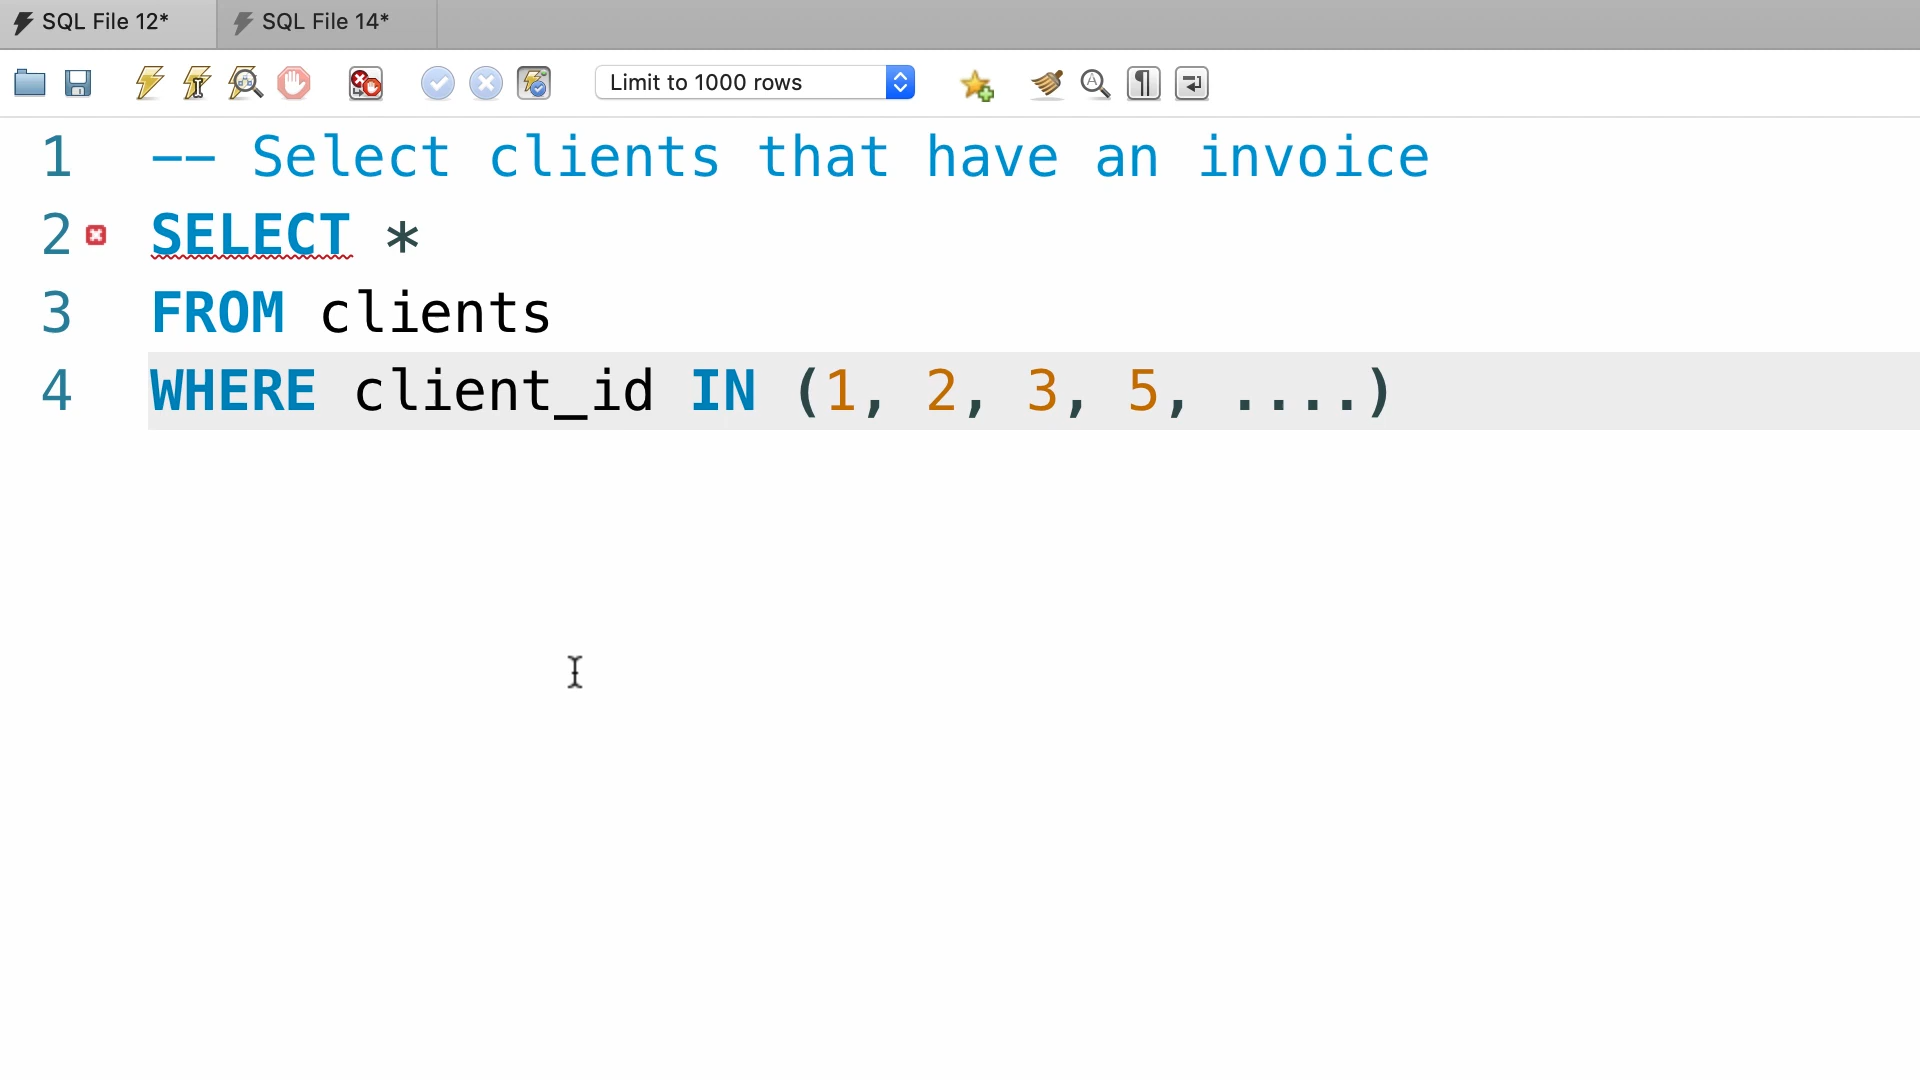 SQL File 12*
SQL File 14*
Limit to 1000 rows
1 -- Select clients that have an invoice
2 SELECT *
3 FROM clients
4 WHERE client_id IN (1, 2, 3, 5, ....)